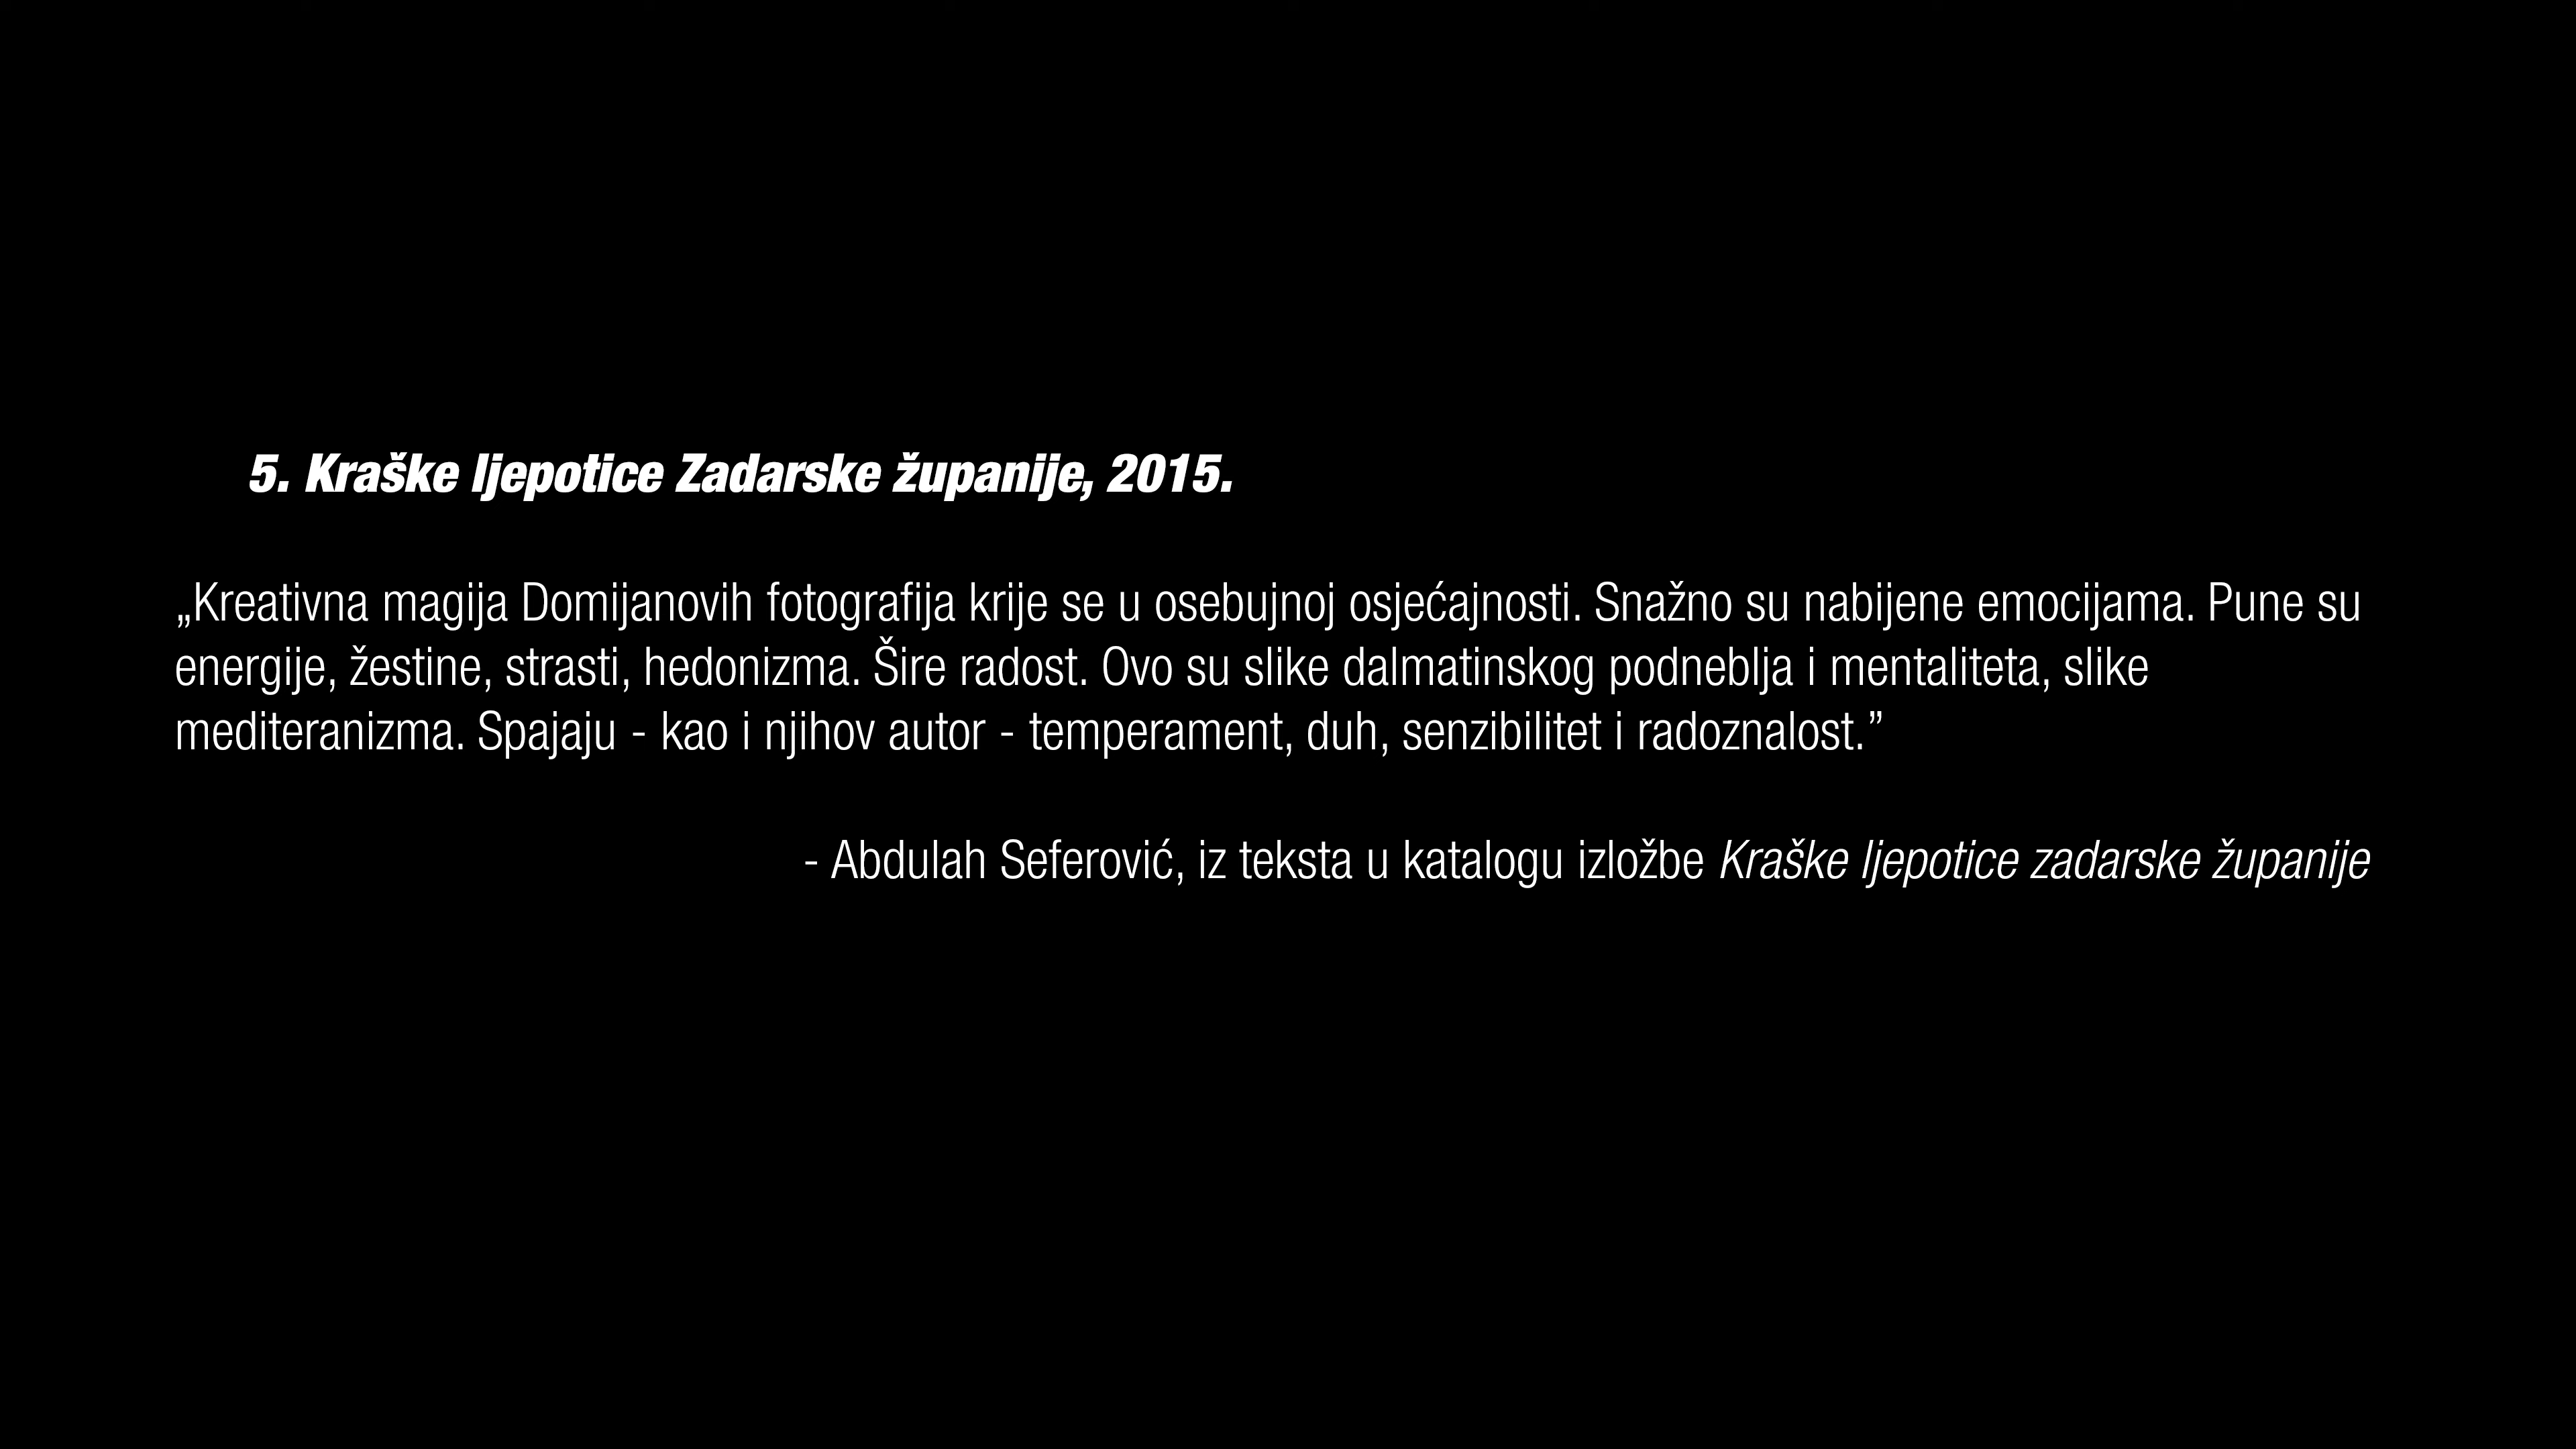 5. Kraške ljepotice Zadarske županije, 2015.
„Kreativna magija Domijanovih fotografija krije se u osebujnoj osjećajnosti. Snažno su nabijene emocijama. Pune su
energije, žestine, strasti, hedonizma. Šire radost. Ovo su slike dalmatinskog podneblja i mentaliteta, slike
mediteranizma. Spajaju - kao i njihov autor - temperament, duh, senzibilitet i radoznalost.”
- Abdulah Seferović, iz teksta u katalogu izložbe Kraške ljepotice zadarske županije